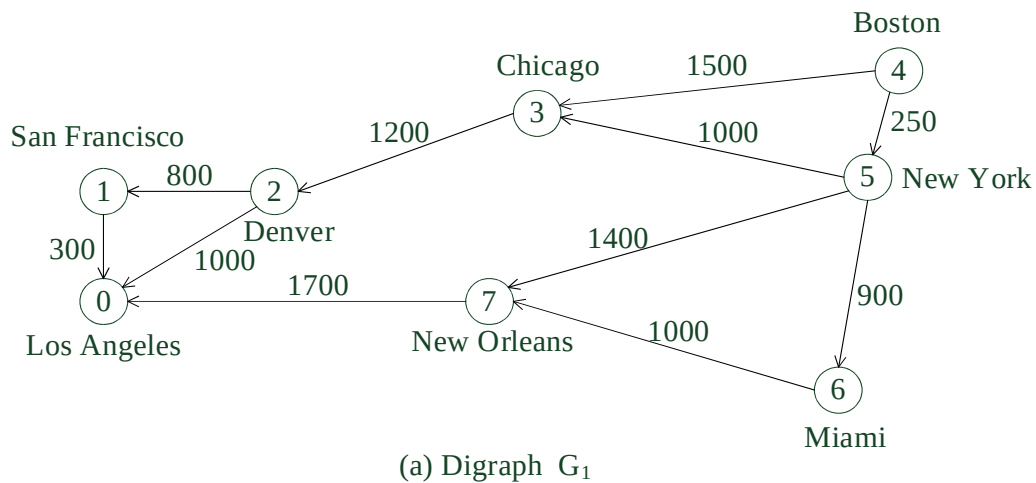 Boston
4
1500
Chicago
3
250
1200
1000
San Francisco
1
800
2
5
New York
Denver
300
1000
1400
0
1700
7
900
Los Angeles
New Orleans
1000
6
Miami
(a) Digraph G₁